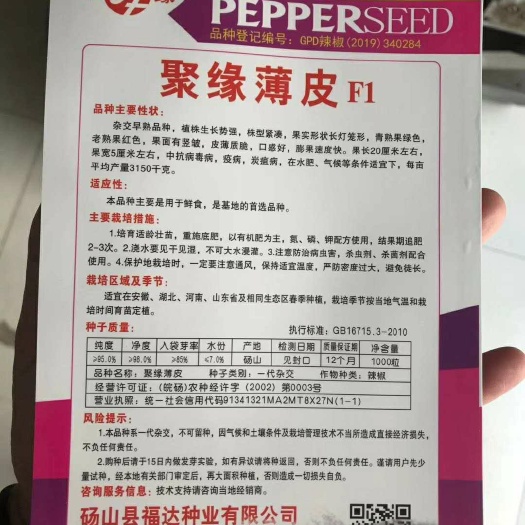 PEPPERSEED
品种登记编号：GPD辣椒(2019)340284
聚缘薄皮 F1
品种主要性状：
杂交早熟品种，植株生长势强，株型紧凑，果实形状长灯笼形，青熟果绿色，
老熟果红色，果面有竖皱，皮薄质脆，口感好，膨果速度快。果长20厘米左右，
果宽5厘米左右，中抗病毒病，疫病，炭疽病，在水肥、气候等条件适宜下，每亩
平均产量3150千克。
适应性：
本品种主要是用于鲜食，是基地的首选品种。
主要栽培措施：
1.培育适龄壮苗，重施底肥，以有机肥为主，氮、磷、钾配方使用，结果期追肥
2-3次。2.浇水要见干见湿，不可大水漫灌。3.注意防治病虫害，杀虫剂、杀菌剂配合
使用。4.保护地栽培时，一定要注意通风，保持适宜温度，严防密度过大，避免徒长。
栽培区域及季节：
适宜在安徽、湖北、河南、山东省及相同生态区春季种植，栽培季节按当地气温和栽
培时间育苗定植。
种子质量： 执行标准：GB16715.3-2010
纯度 净度 入袋芽率 水份 产地 检测日期 质量保证期 净含量
≥95.0% ≥98.0% ≥85% ≤7.0% 砀山 见封口 12个月 1000粒
品种名称：聚缘薄皮 种子类别：一代杂交 作物种类：辣椒
经营许可证：（皖砀）农种经许字（2002）第0003号
营业执照：统一社会信用代码91341321MA2MT8X27N(1-1)
风险提示：
1.本品种系一代杂交，不可留种，因气候和土壤条件及栽培管理技术不当所造成直接经济损失，
不负任何责任。
2.购种后请于15日内做发芽实验，如有异议请将种返回，否则不负任何责任。谨请用户先少
量试种，经本地有关部门审定后，再大面积种植，否则造成一切损失自负。
咨询服务信息：技术支持请咨询当地经销商。
砀山县福达种业有限公司